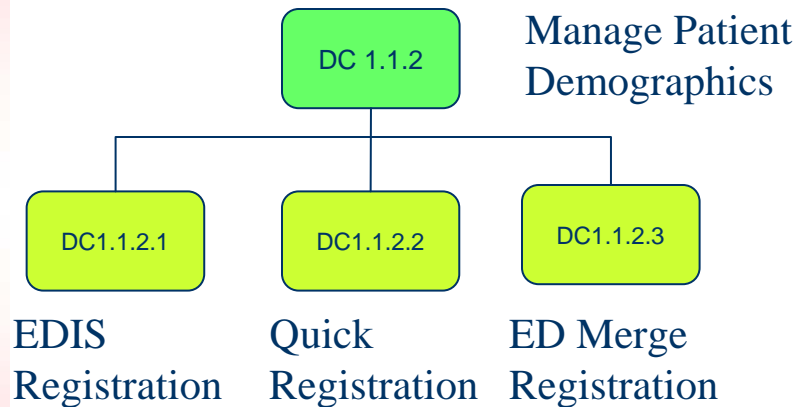 DC 1.1.2
Manage Patient
Demographics
DC1.1.2.1
DC1.1.2.2
DC1.1.2.3
EDIS
Registration
Quick
Registration
ED Merge
Registration